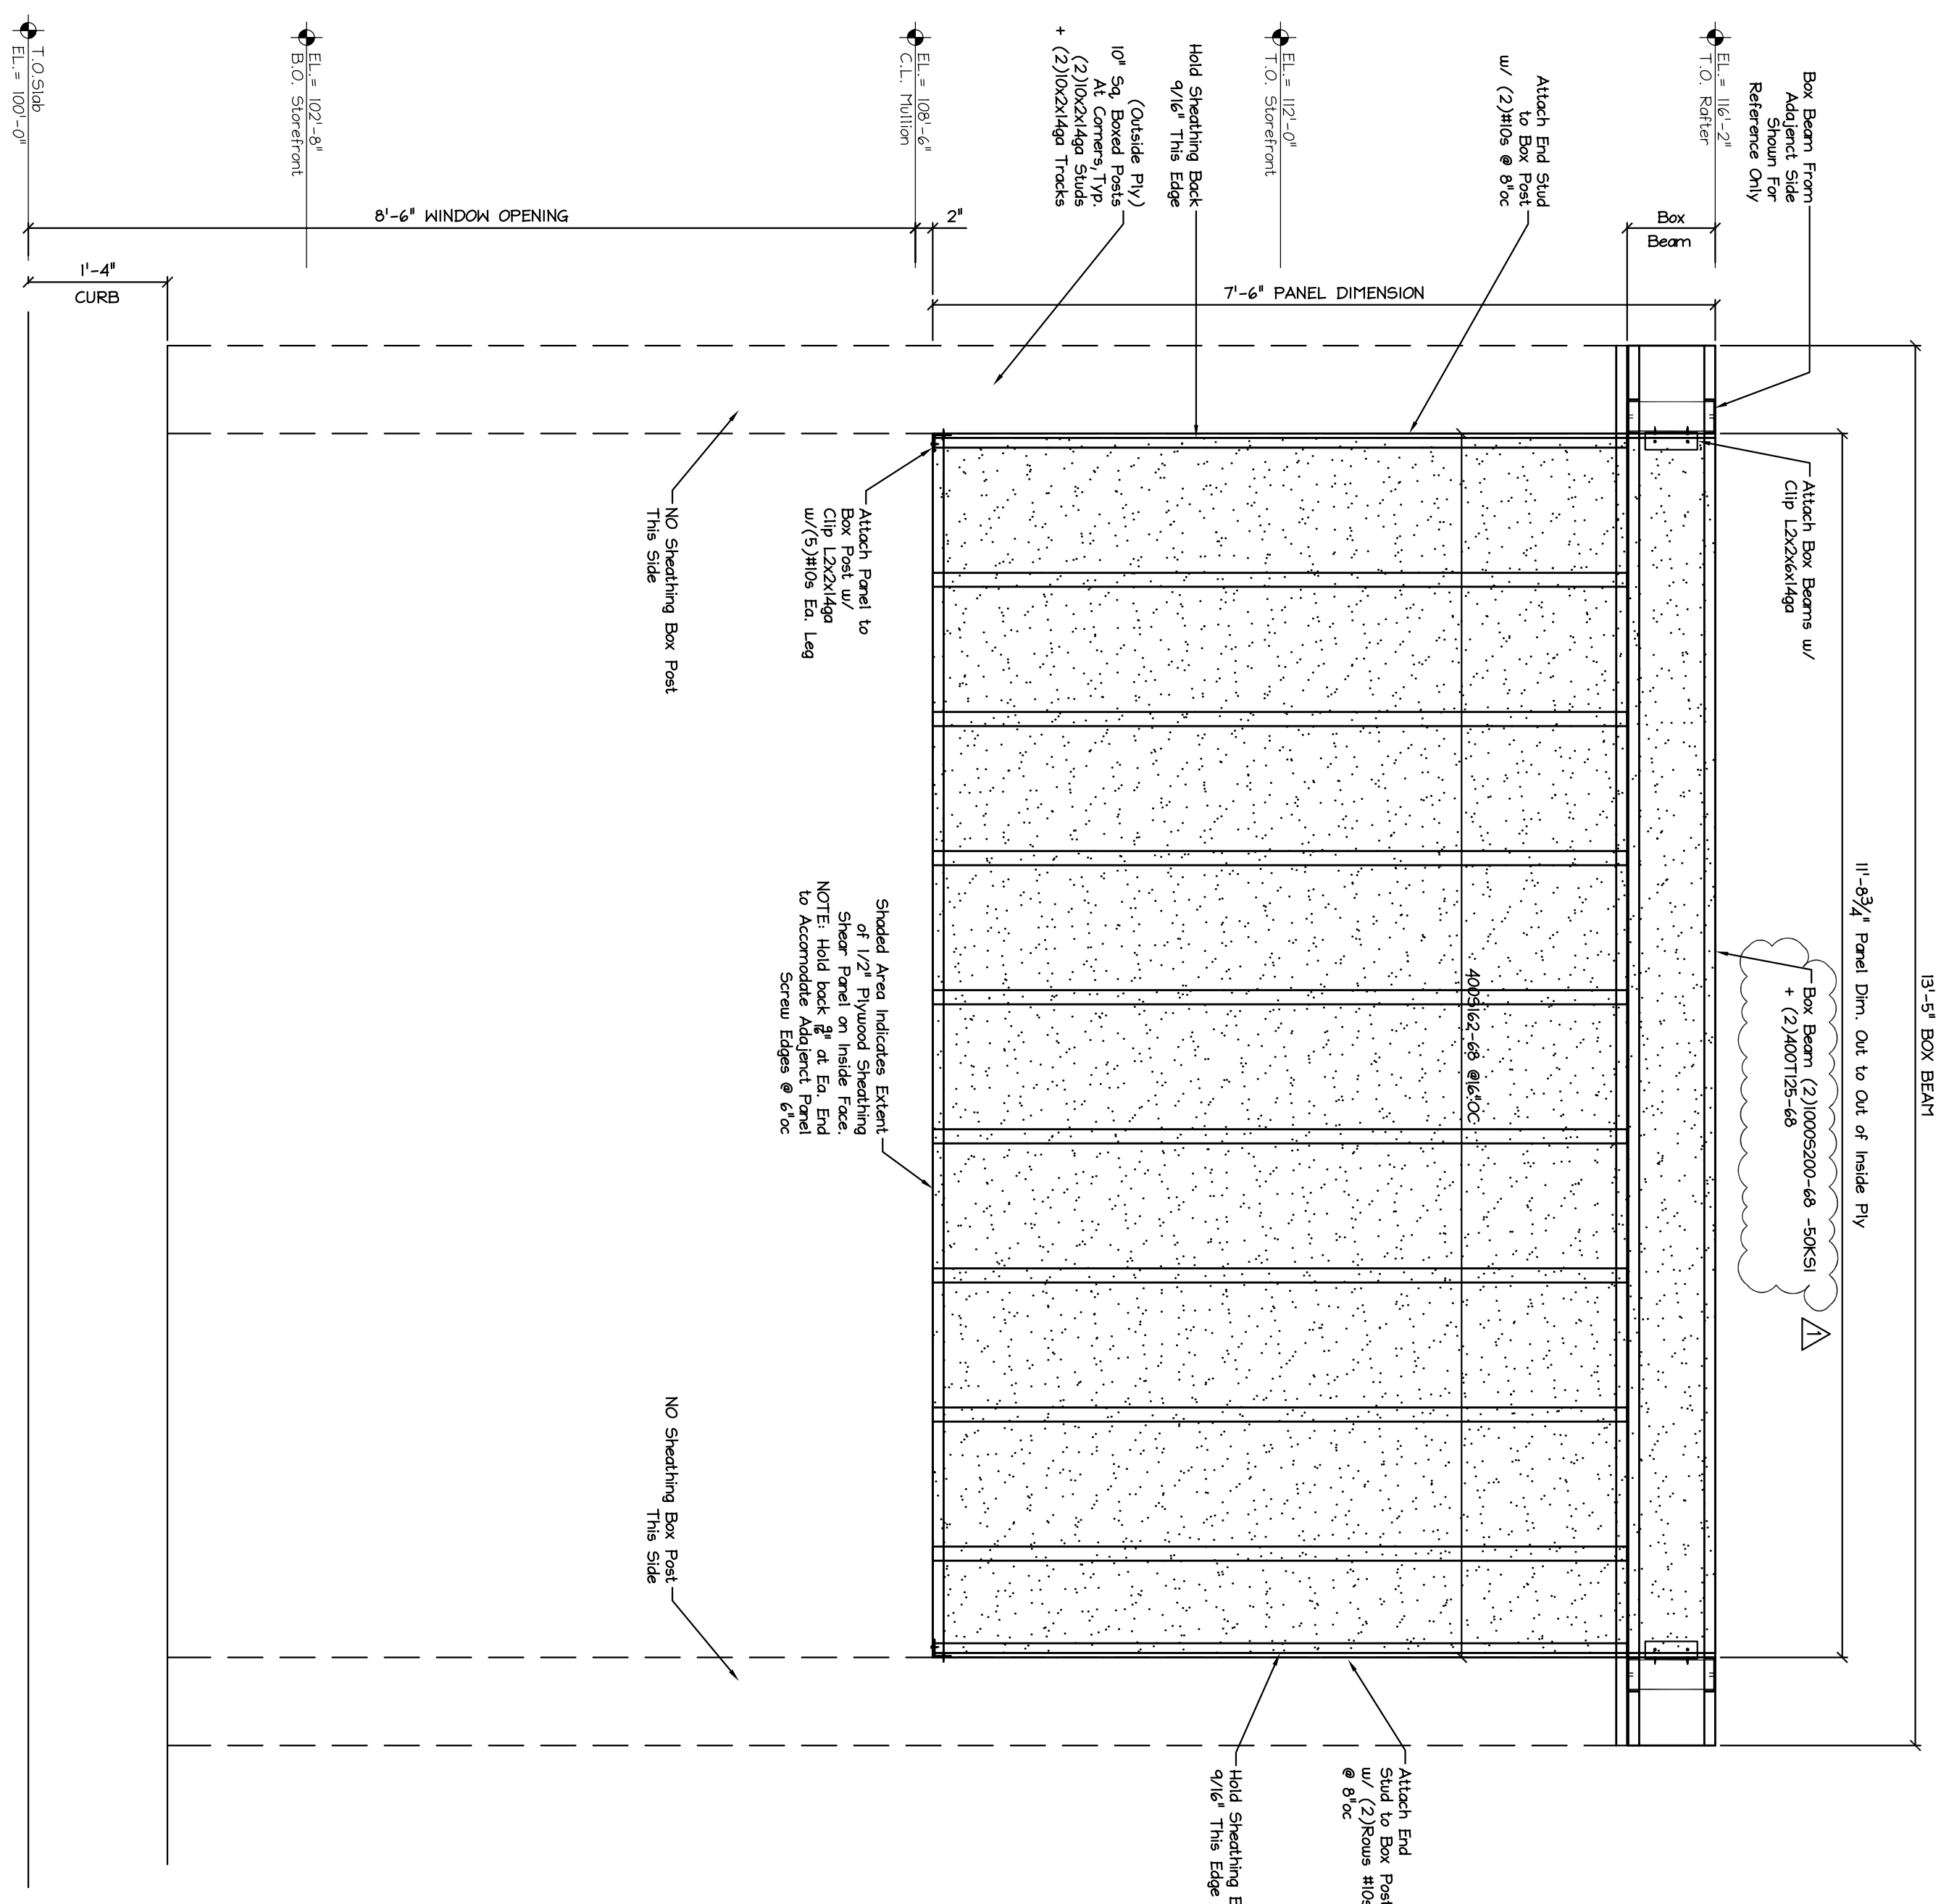 13'-5" BOX BEAM
11'-8 3/4" Panel Dim. Out to Out of Inside Ply
Box Beam From
Adajenct Side
Shown For
Reference Only
Attach Box Beams w/
Clip L2x2x6x14ga
Box Beam (2)1000S200-68 -50KSI
+ (2)400T125-68
1
EL.= 116'-2"
T.O. Rafter
Box
Beam
Attach End Stud
to Box Post
w/ (2)#10s @ 8"oc
400S162-68 @16"OC
7'-6" PANEL DIMENSION
Attach End
Stud to Box Post
w/ (2)Rows #10s
@ 8"oc
EL.= 112'-0"
T.O. Storefront
Hold Sheathing Back
9/16" This Edge
Hold Sheathing
9/16" This Edge
(Outside Ply)
10" Sq. Boxed Posts
At Corners, Typ.
(2)10x2x14ga Studs
+ (2)10x2x14ga Tracks
2"
EL.= 108'-6"
C.L. Mullion
Attach Panel to
Box Post w/
Clip L2x2x14ga
w/(5)#10s Ea. Leg
Shaded Area Indicates Extent
of 1/2" Plywood Sheathing
Shear Panel on Inside Face.
NOTE: Hold back 9/16" at Ea. End
to Accomodate Adajenct Panel
Screw Edges @ 6"oc
NO Sheathing Box Post
This Side
NO Sheathing Box Post
This Side
8'-6" WINDOW OPENING
EL.= 102'-8"
B.O. Storefront
1'-4"
CURB
T.O.Slab
EL.= 100'-0"